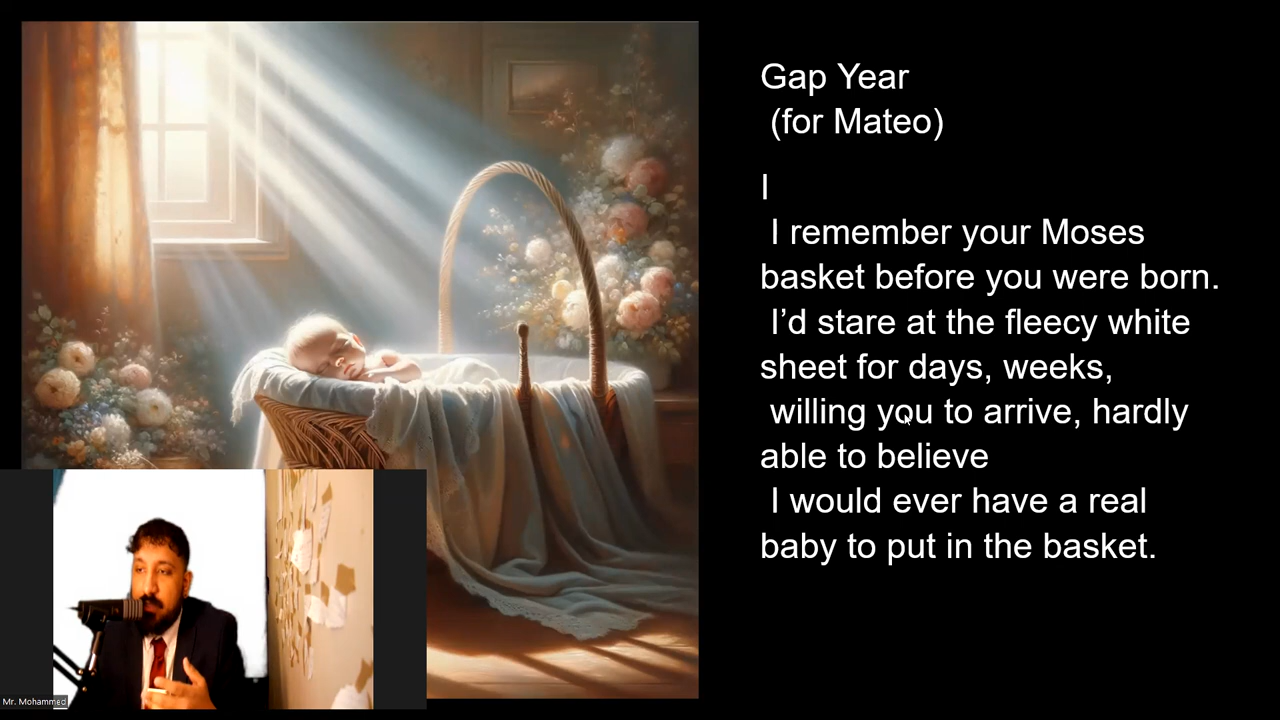 Gap Year
(for Mateo)
I
I remember your Moses
basket before you were born.
I’d stare at the fleecy white
sheet for days, weeks,
willing you to arrive, hardly
able to believe
I would ever have a real
baby to put in the basket.
Mr. Mohammed